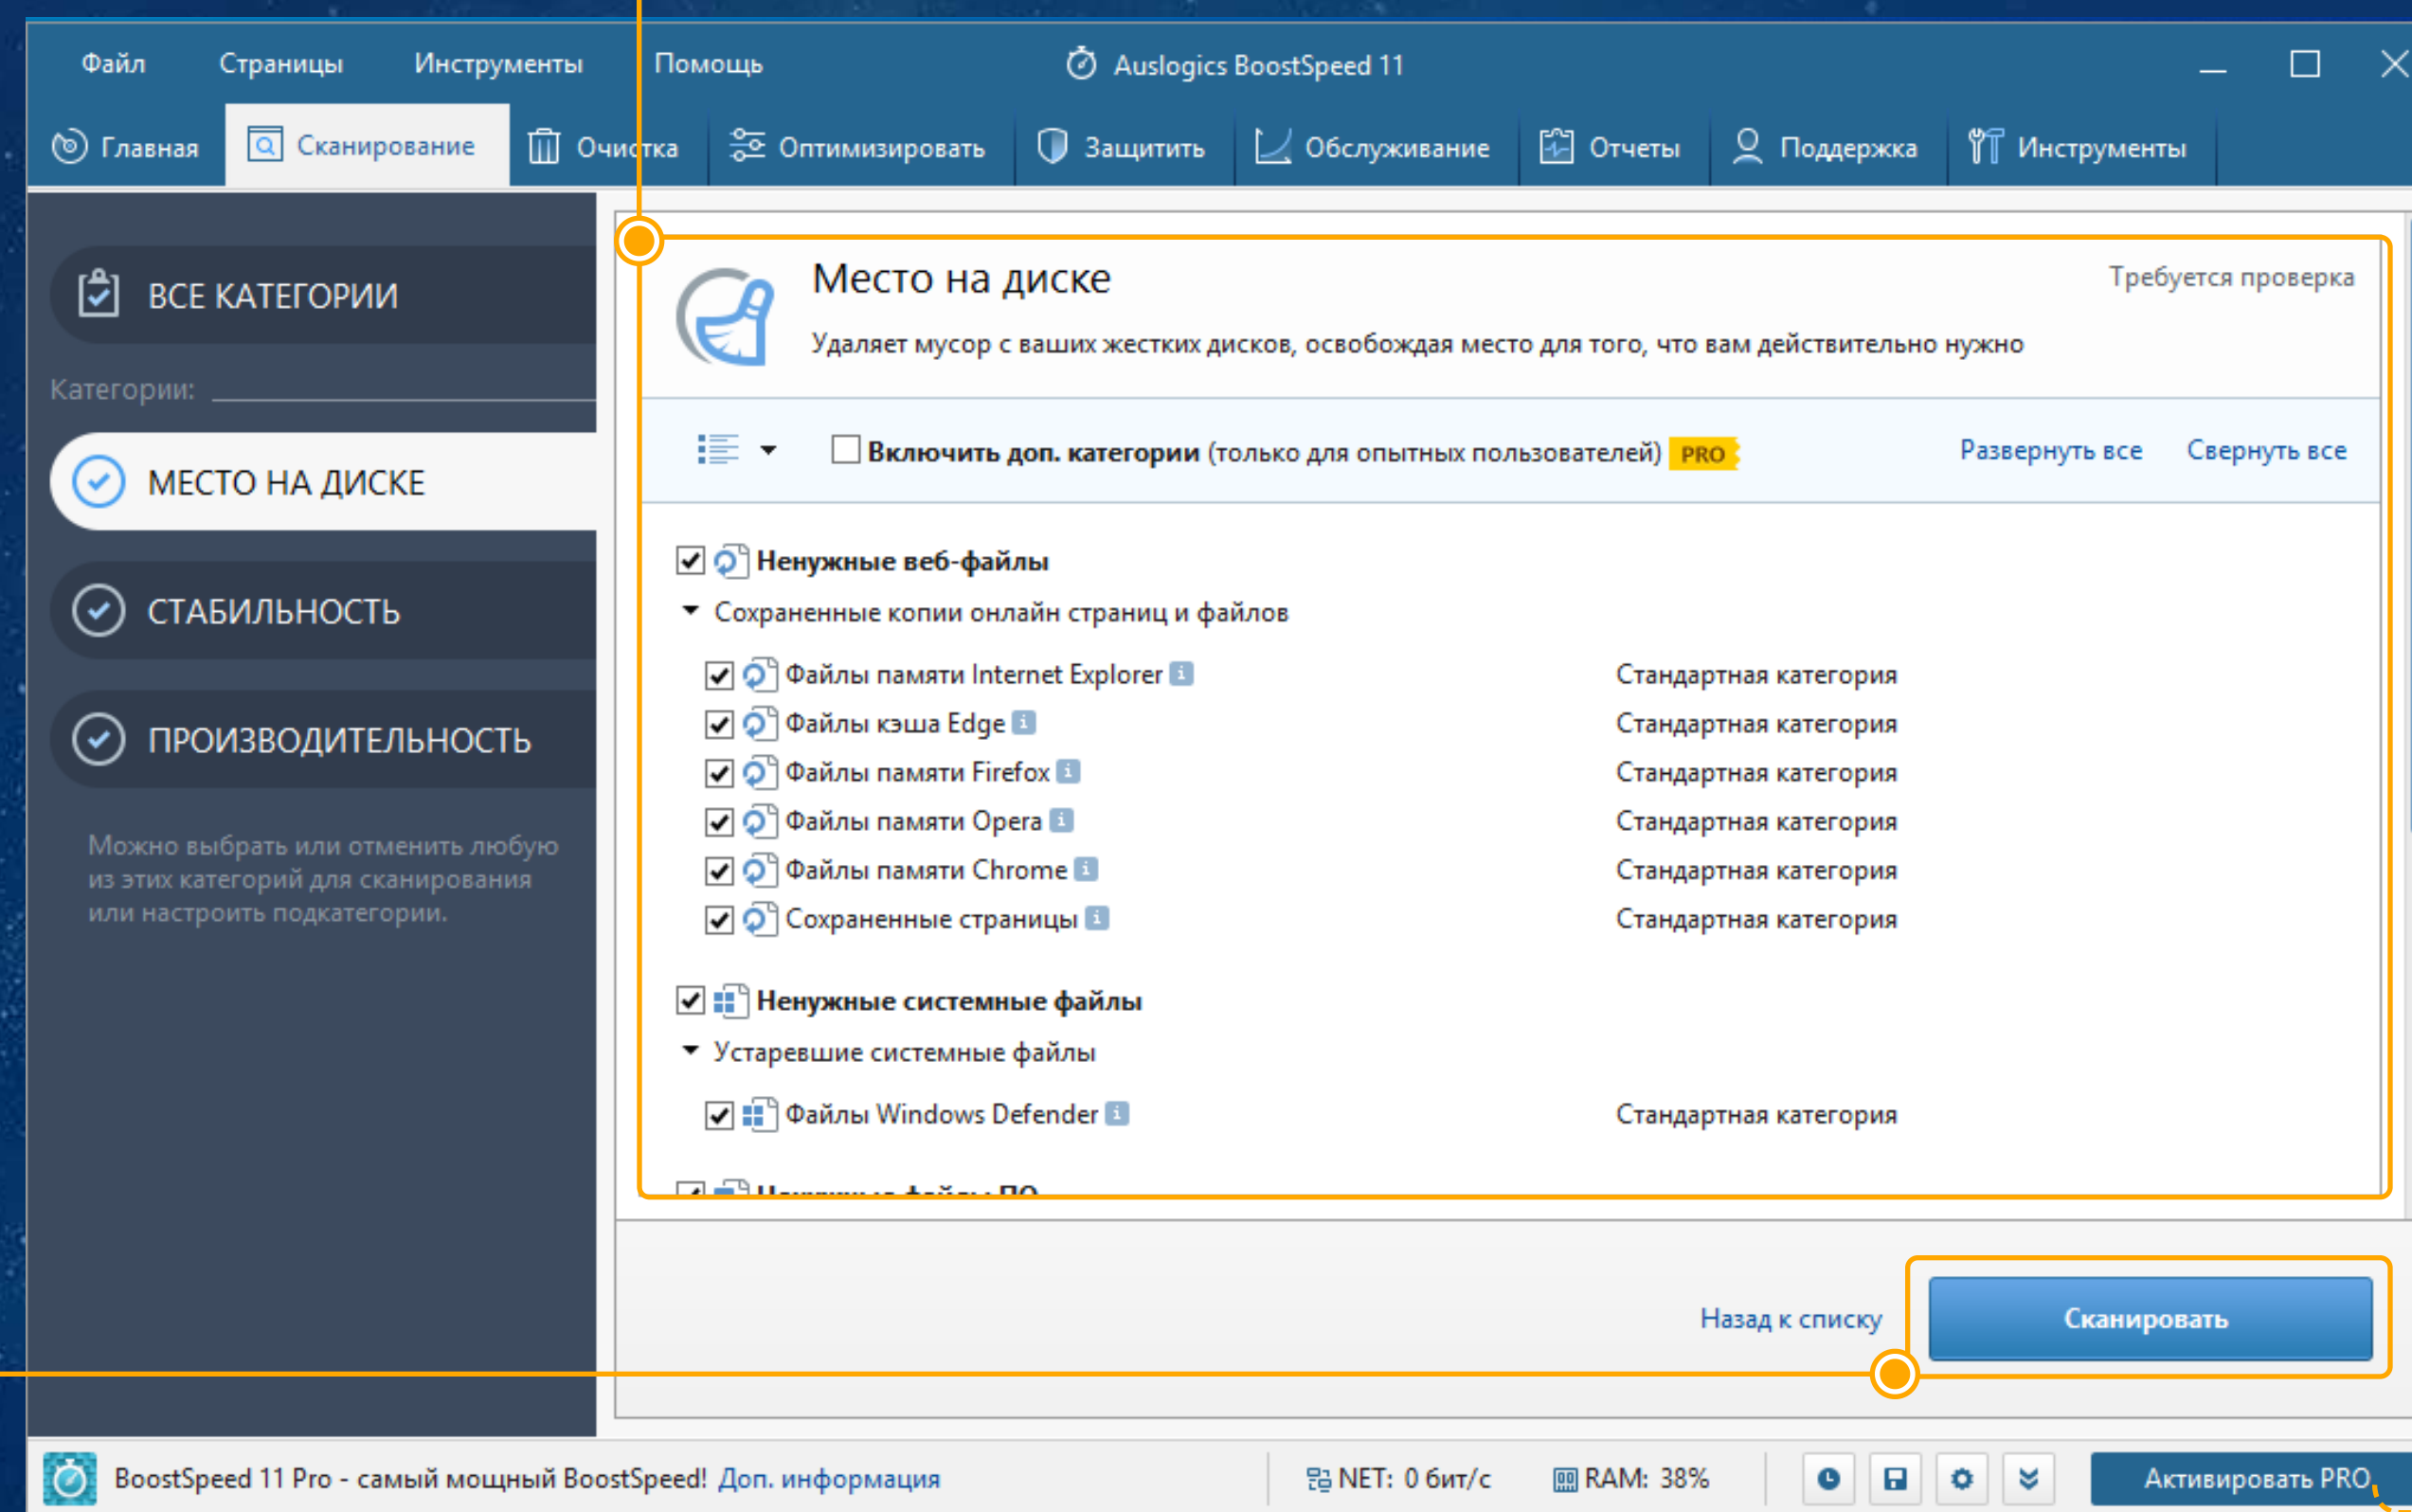 Файл Страницы Инструменты Помощь Auslogics BoostSpeed 11
Главная Сканирование Очистка Оптимизировать Защитить Обслуживание Отчеты Поддержка Инструменты
ВСЕ КАТЕГОРИИ
Категории:
МЕСТО НА ДИСКЕ
СТАБИЛЬНОСТЬ
ПРОИЗВОДИТЕЛЬНОСТЬ
Можно выбрать или отменить любую
из этих категорий для сканирования
или настроить подкатегории.
Место на диске Требуется проверка
Удаляет мусор с ваших жестких дисков, освобождая место для того, что вам действительно нужно
Включить доп. категории (только для опытных пользователей) PRO Развернуть все Свернуть все
Ненужные веб-файлы
Сохраненные копии онлайн страниц и файлов
Файлы памяти Internet Explorer Стандартная категория
Файлы кэша Edge Стандартная категория
Файлы памяти Firefox Стандартная категория
Файлы памяти Opera Стандартная категория
Файлы памяти Chrome Стандартная категория
Сохраненные страницы Стандартная категория
Ненужные системные файлы
Устаревшие системные файлы
Файлы Windows Defender Стандартная категория
Ненужные файлы ПО
Назад к списку Сканировать
BoostSpeed 11 Pro - самый мощный BoostSpeed! Доп. информация NET: 0 бит/с RAM: 38% Активировать PRO